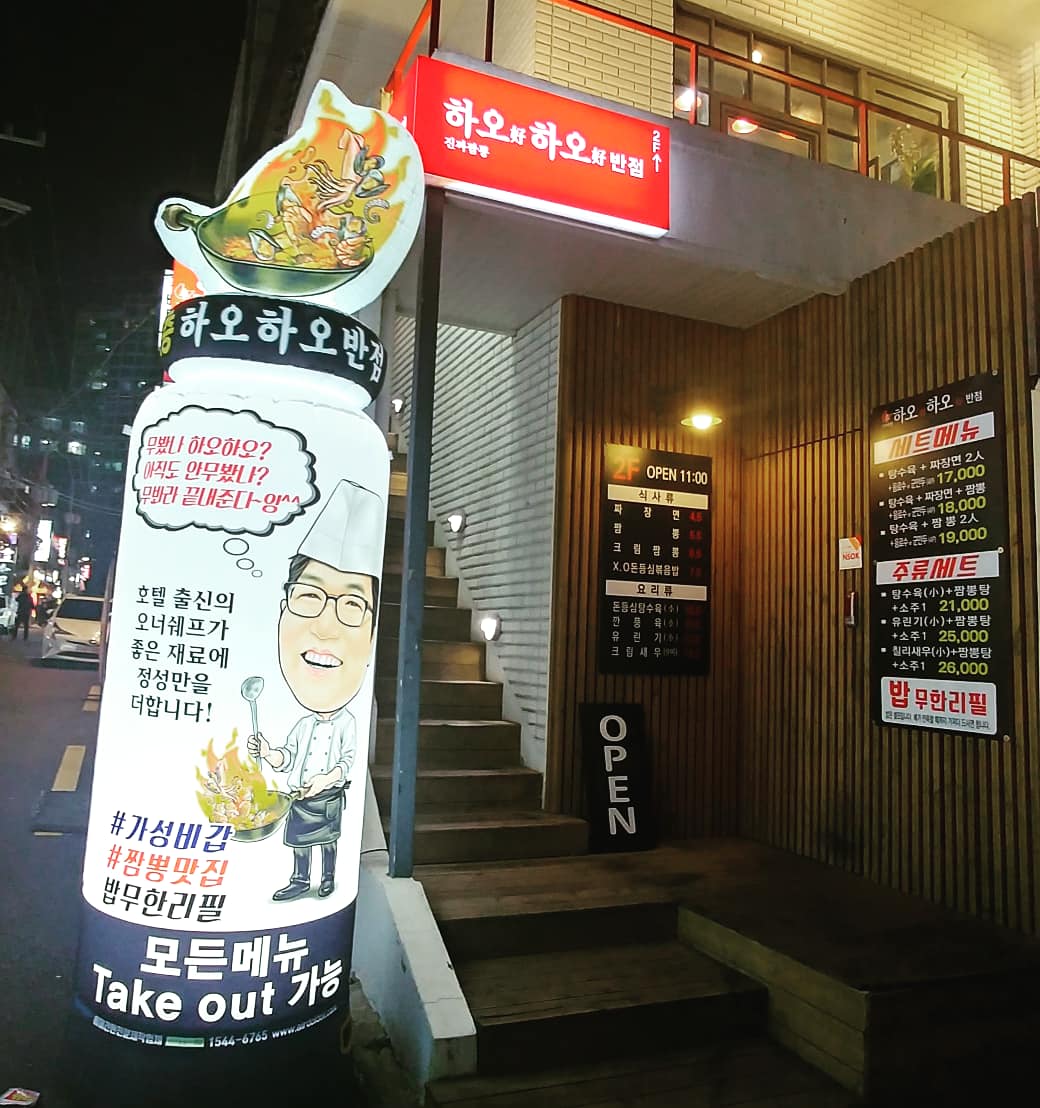 하오好하오好반점
진짜짬뽕
2F↑
하오하오반점
무봤나 하오하오?
아직도 안무봤나?
무봐라 끝내준다~잉^^
호텔 출신의
오너쉐프가
좋은 재료에
정성만을
더합니다!
#가성비갑
#짬뽕맛집
밥무한리필
모든메뉴
Take out 가능
1544-6765
2F OPEN 11:00
식사류
짜장면
짬뽕
크림짬뽕
X.O돈등심볶음밥
요리류
돈등심탕수육(小)
깐풍육(小)
유린기(小)
크림새우
OPEN
하오 하오 반점
세트메뉴
탕수육 + 짜장면 2人
17,000
탕수육 + 짜장면 + 짬뽕
18,000
탕수육 + 짬뽕 2人
19,000
주류세트
탕수육(小)+짬뽕탕
+소주1 21,000
유린기(小)+짬뽕탕
+소주1 25,000
칠리새우(小)+짬뽕탕
+소주1 26,000
밥 무한리필
NSOK